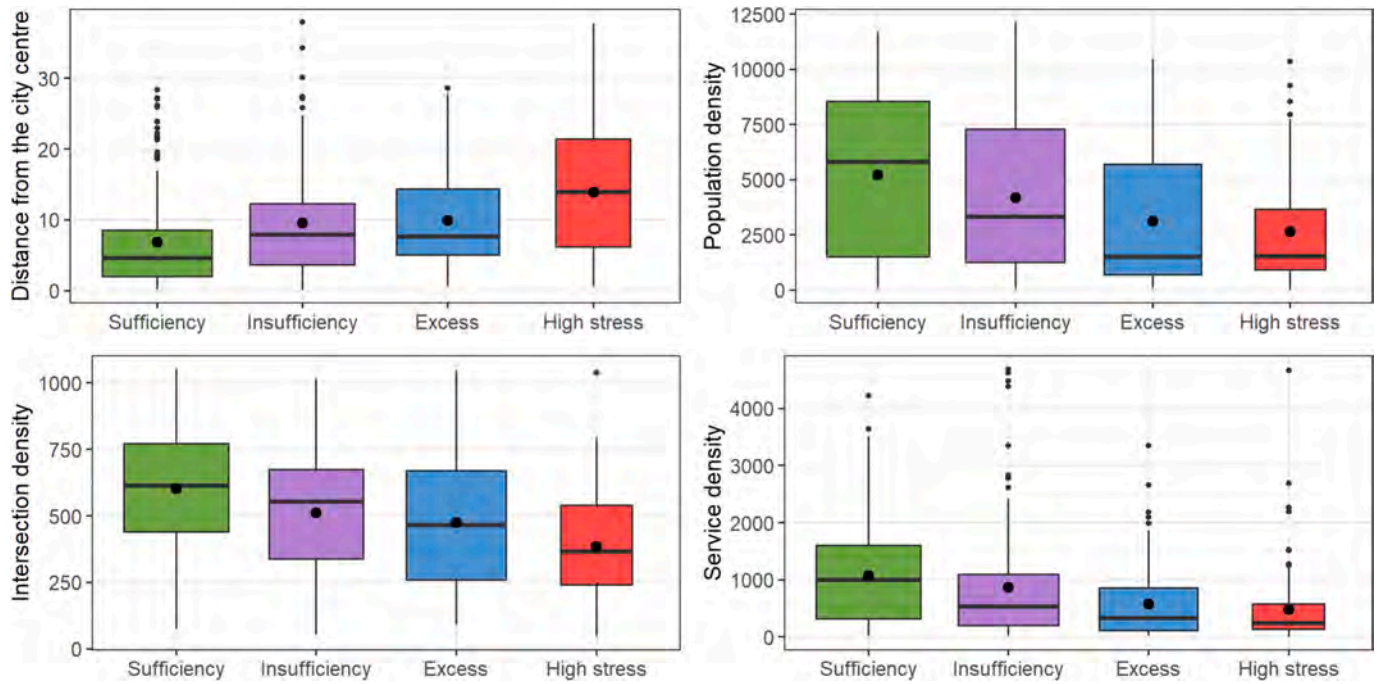 Distance from the city centre
30
20
10
0
Sufficiency Insufficiency Excess High stress
Population density
12500
10000
7500
5000
2500
0
Sufficiency Insufficiency Excess High stress
Intersection density
1000
750
500
250
0
Sufficiency Insufficiency Excess High stress
Service density
4000
3000
2000
1000
0
Sufficiency Insufficiency Excess High stress